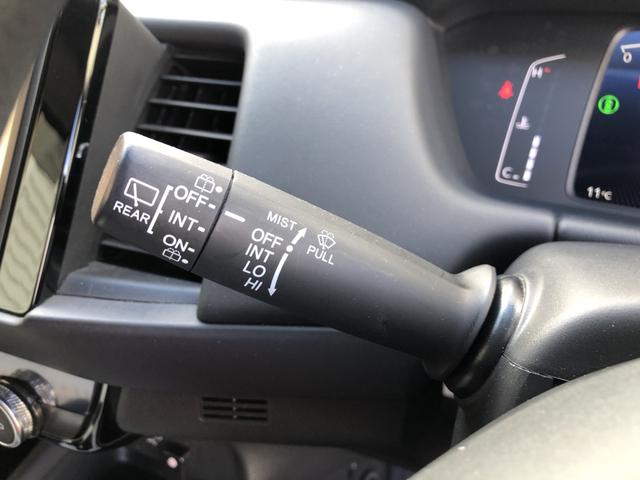 REAR
OFF
INT
ON
MIST
OFF
INT
LO
HI
PULL
H
C
11°C